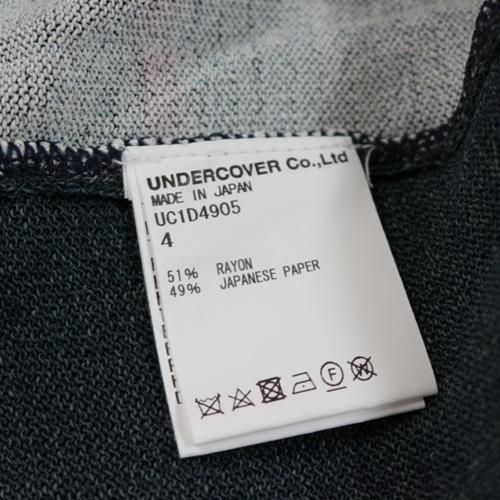 UNDERCOVER Co.,Ltd
MADE IN JAPAN
UC1D4905
4
51% RAYON
49% JAPANESE PAPER
F
W